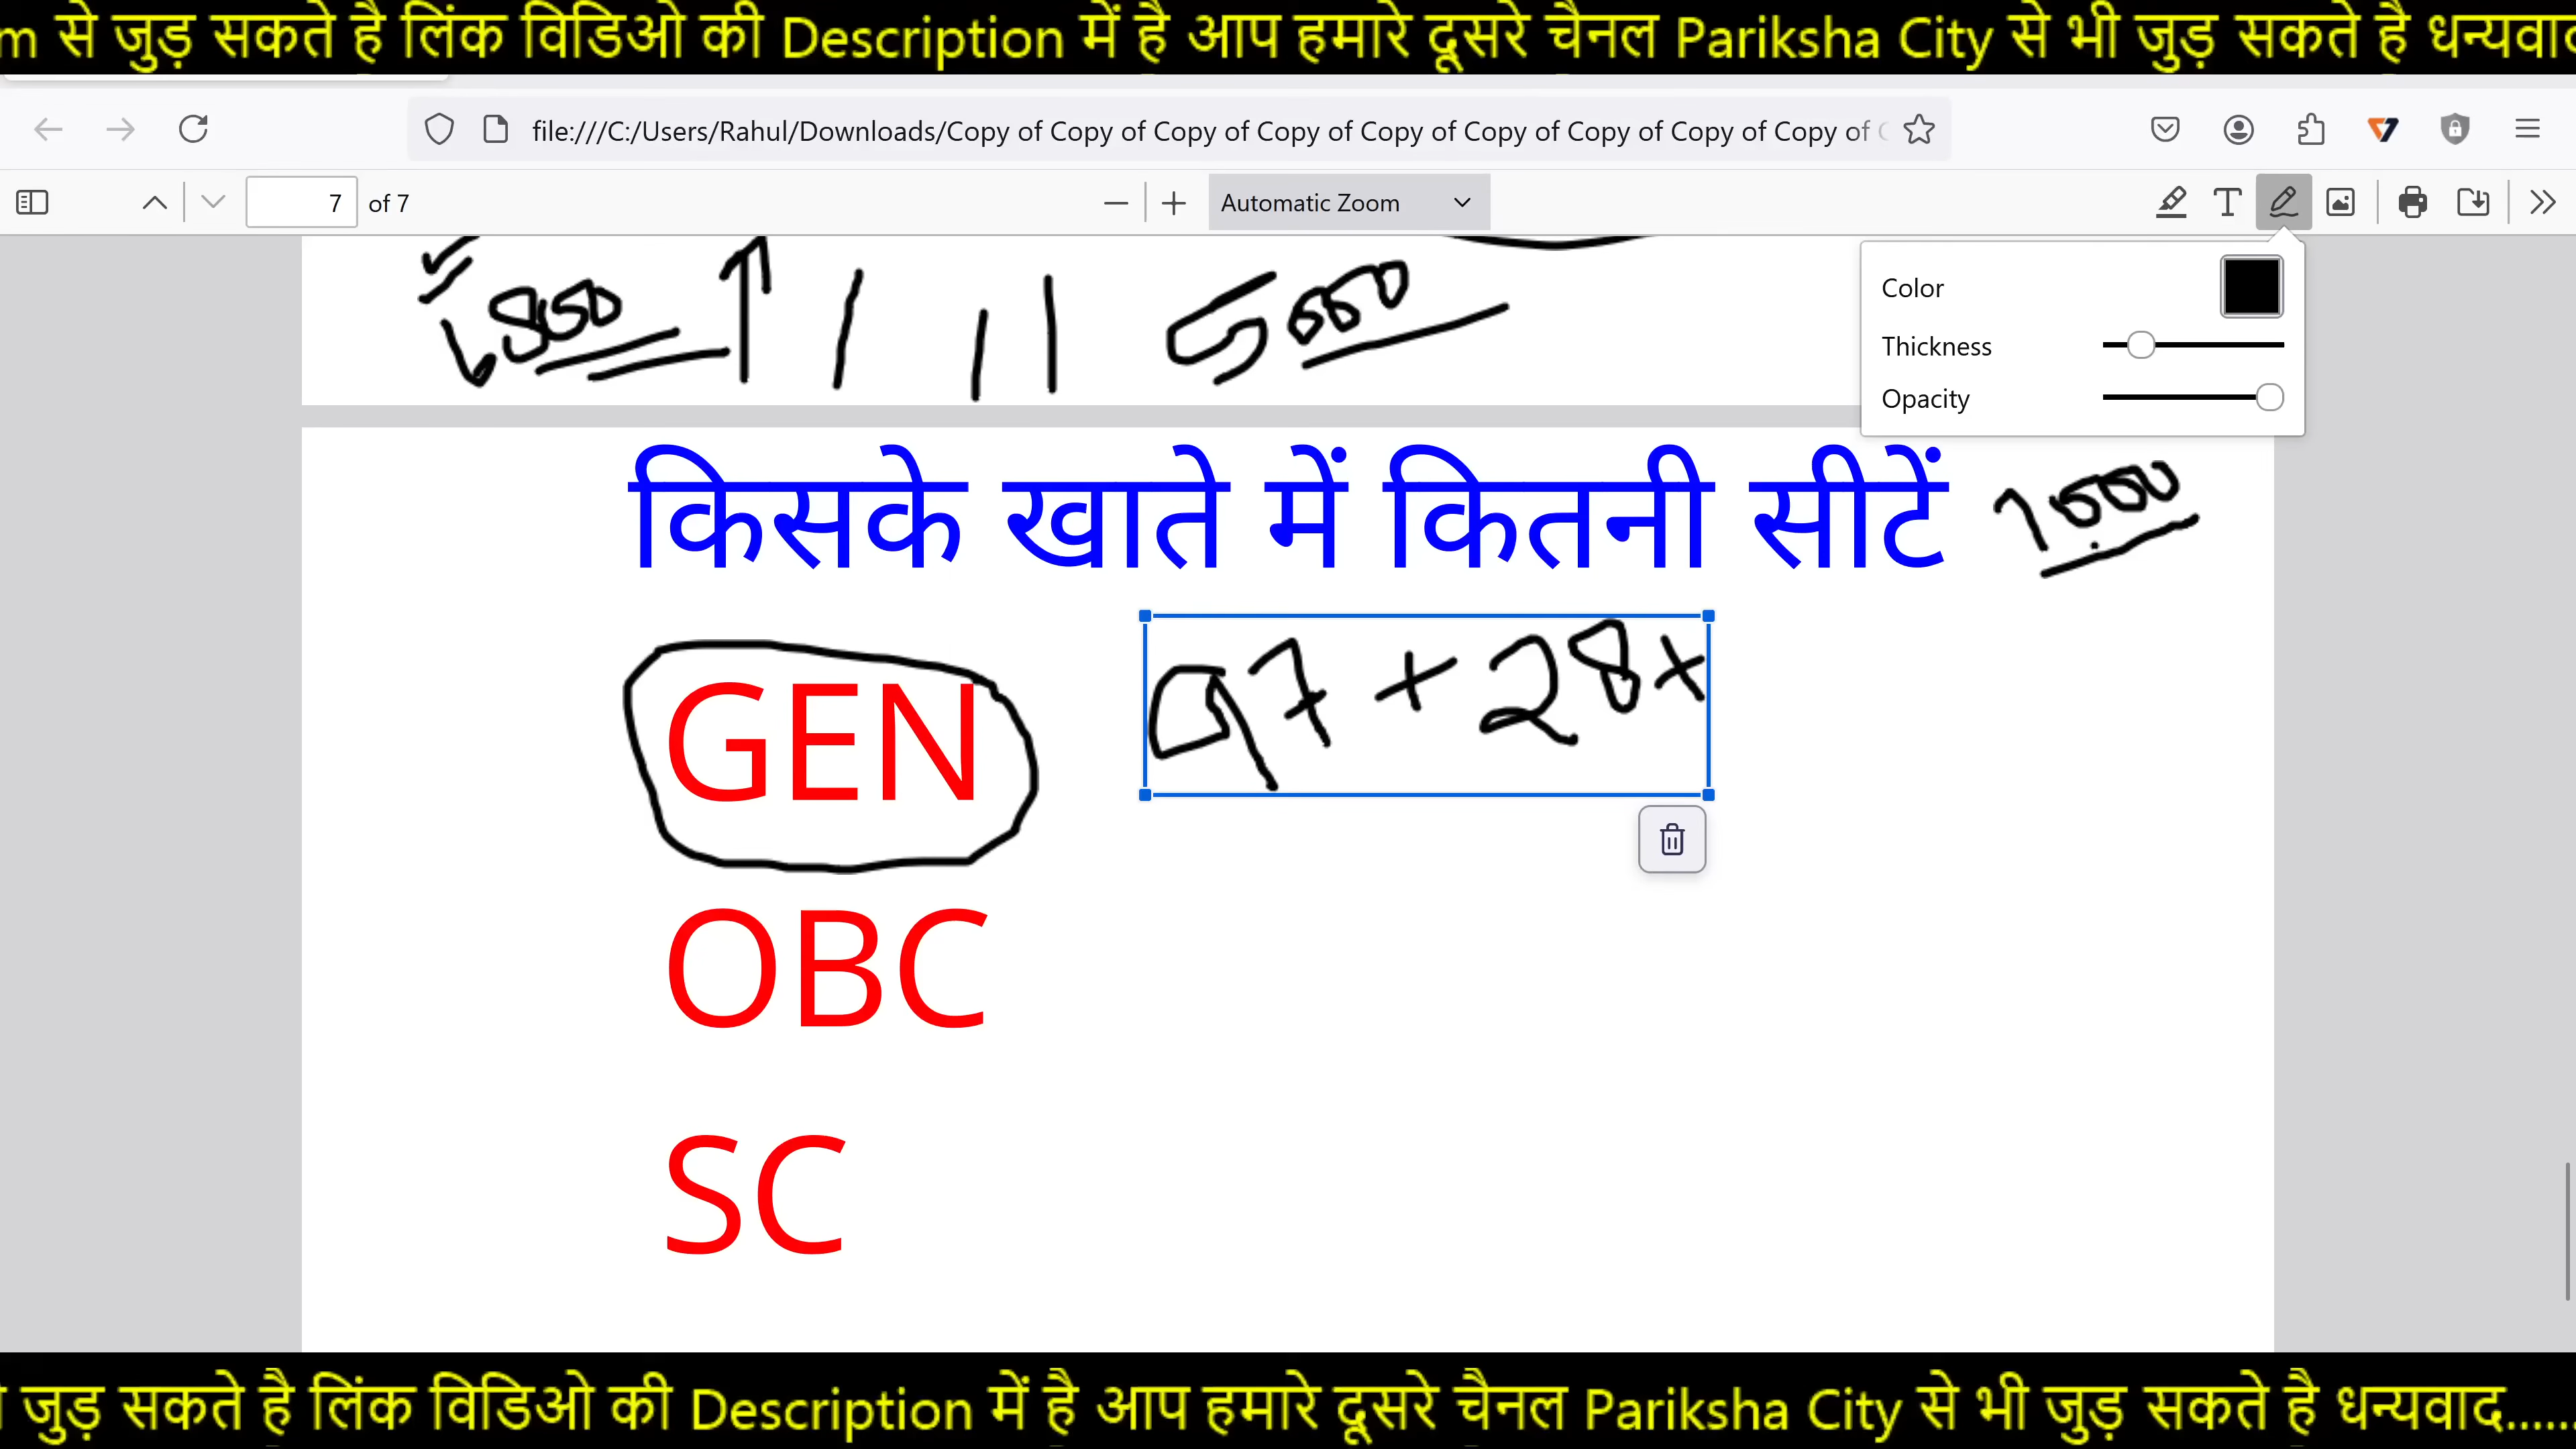 m से जुड़ सकते है लिंक विडिओ की Description में है आप हमारे दूसरे चैनल Pariksha City से भी जुड़ सकते है धन्यवाद
file:///C:/Users/Rahul/Downloads/Copy of Copy of Copy of Copy of Copy of Copy of Copy of Copy of Copy of
7 of 7
Automatic Zoom
Color
Thickness
Opacity
5000
किसके खाते में कितनी सीटें
7000
GEN
97 + 28 +
OBC
SC
जुड़ सकते है लिंक विडिओ की Description में है आप हमारे दूसरे चैनल Pariksha City से भी जुड़ सकते है धन्यवाद......